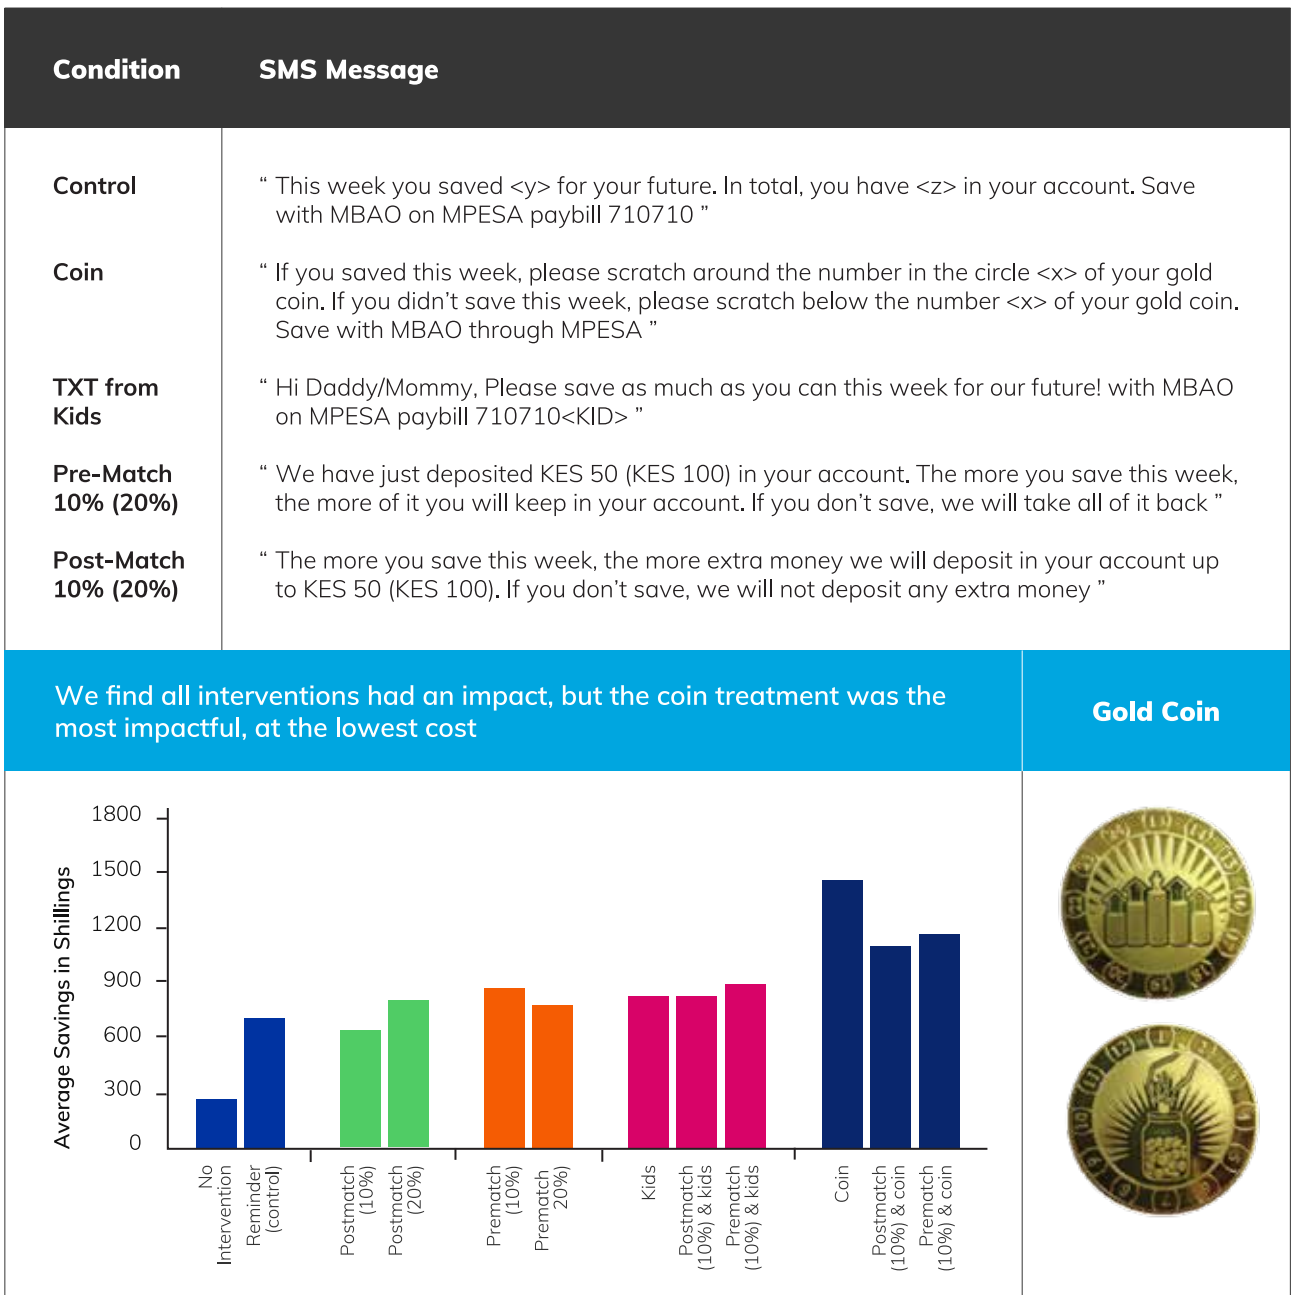 Condition
SMS Message
Control
“ This week you saved <y> for your future. In total, you have <z> in your account. Save
with MBAO on MPESA paybill 710710 ”
Coin
“ If you saved this week, please scratch around the number in the circle <x> of your gold
coin. If you didn’t save this week, please scratch below the number <x> of your gold coin.
Save with MBAO through MPESA ”
TXT from
Kids
“ Hi Daddy/Mommy, Please save as much as you can this week for our future! with MBAO
on MPESA paybill 710710<KID> ”
Pre-Match
10% (20%)
“ We have just deposited KES 50 (KES 100) in your account. The more you save this week,
the more of it you will keep in your account. If you don’t save, we will take all of it back ”
Post-Match
10% (20%)
“ The more you save this week, the more extra money we will deposit in your account up
to KES 50 (KES 100). If you don’t save, we will not deposit any extra money ”
We find all interventions had an impact, but the coin treatment was the
most impactful, at the lowest cost
Gold Coin
Average Savings in Shillings
1800
1500
1200
900
600
300
0
No
Intervention
Reminder
(control)
Postmatch
(10%)
Postmatch
(20%)
Prematch
(10%)
Prematch
20%)
Kids
Postmatch
(10%) & kids
Prematch
(10%) & kids
Coin
Postmatch
(10%) & coin
Prematch
(10%) & coin